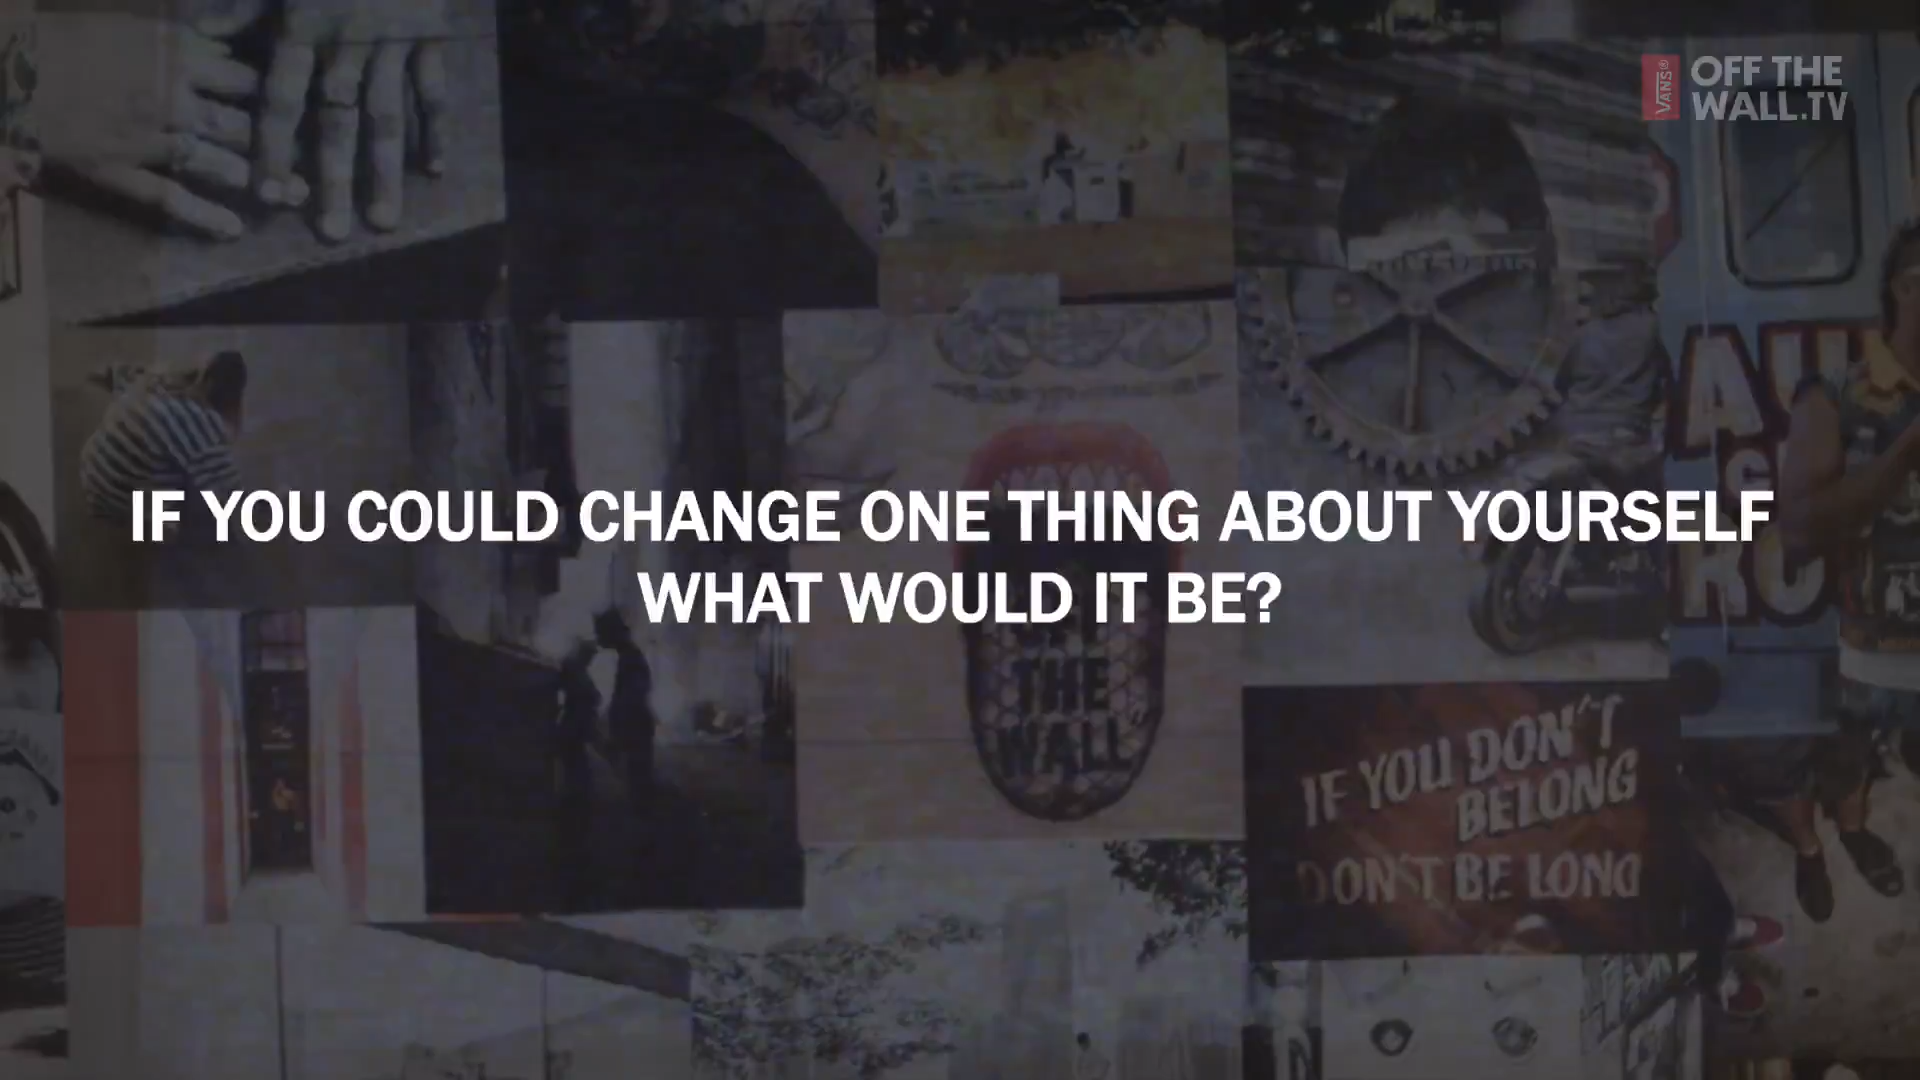 VANS®
OFF THE
WALL.TV
IF YOU COULD CHANGE ONE THING ABOUT YOURSELF
WHAT WOULD IT BE?
THE
WALL
IF YOU DON'T
BELONG
DON'T BE LONG